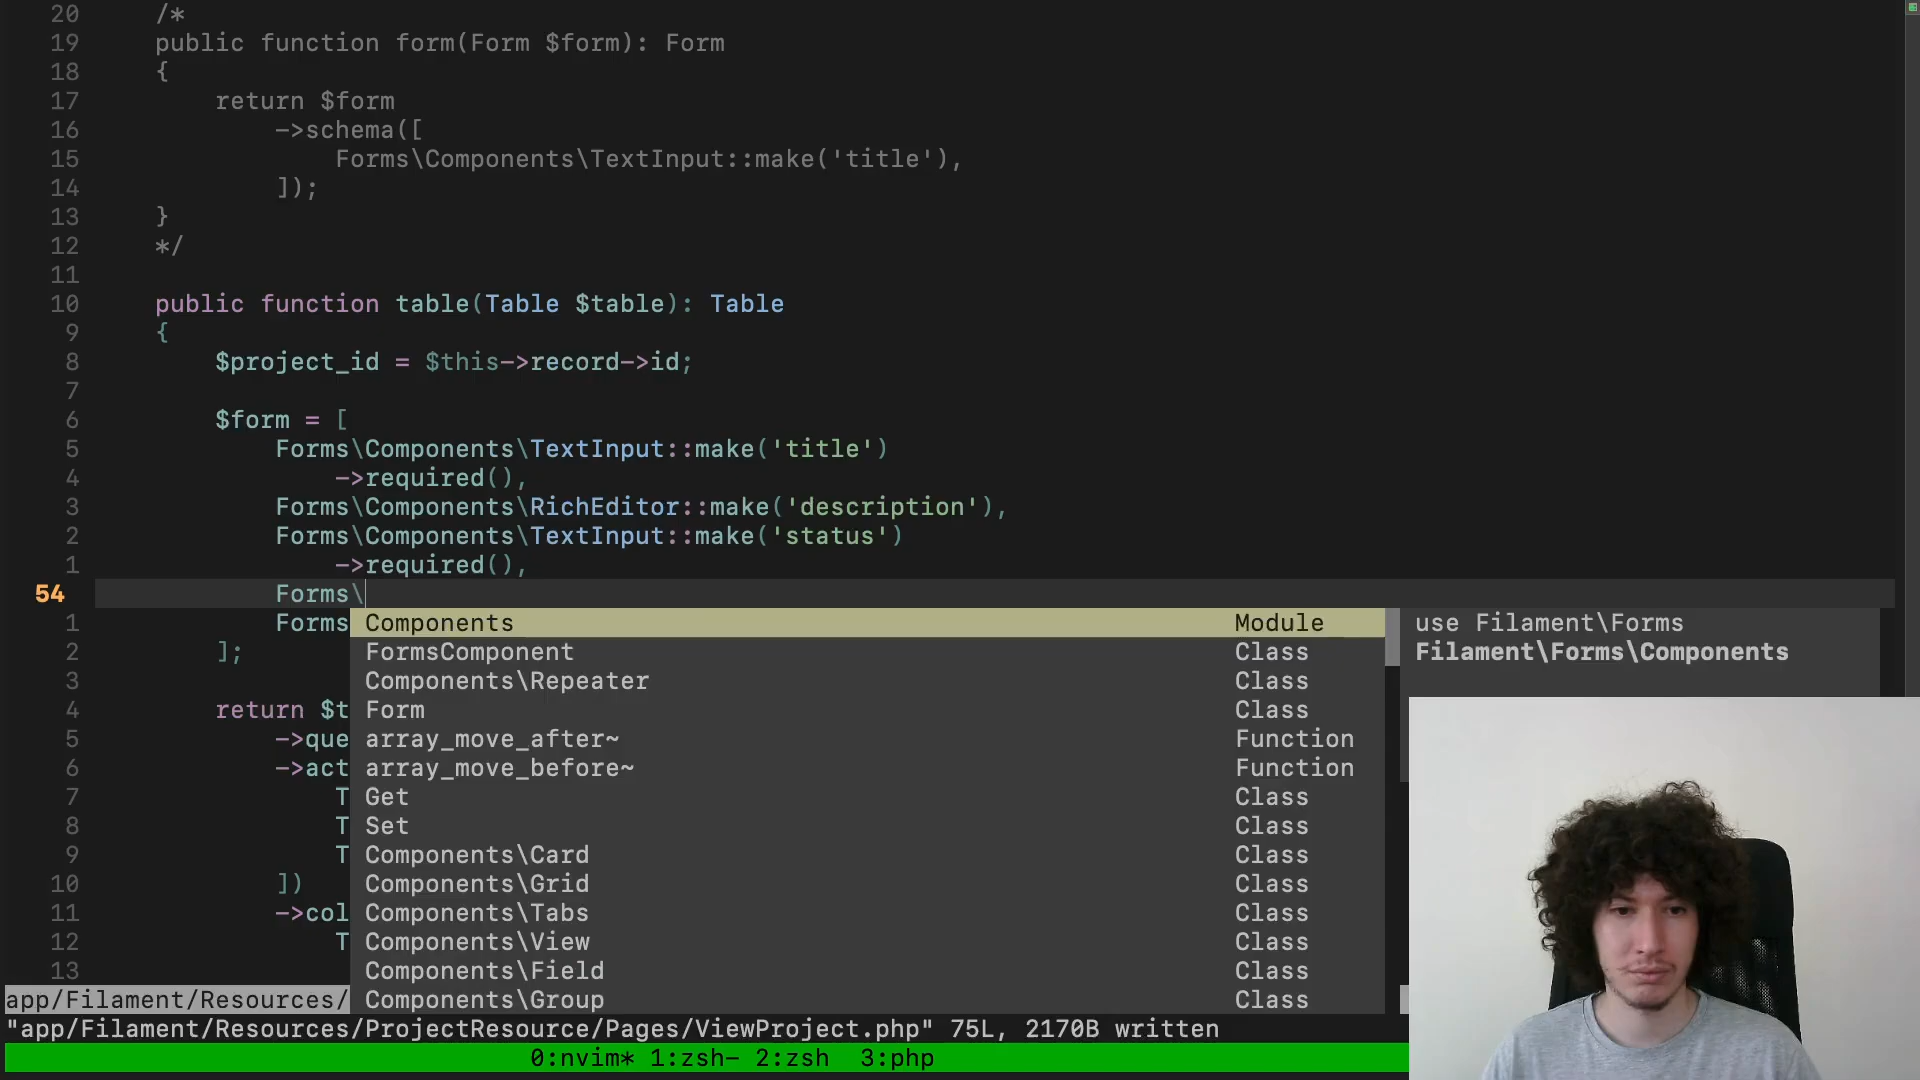 20 /*
19 public function form(Form $form): Form
18 {
17 return $form
16 ->schema([
15 Forms\Components\TextInput::make('title'),
14 ]);
13 }
12 */
11
10 public function table(Table $table): Table
9 {
8 $project_id = $this->record->id;
7
6 $form = [
5 Forms\Components\TextInput::make('title')
4 ->required(),
3 Forms\Components\RichEditor::make('description'),
2 Forms\Components\TextInput::make('status')
1 ->required(),
54 Forms\
1 Forms Components Module use Filament\Forms
2 ]; FormsComponent Class Filament\Forms\Components
3 Components\Repeater Class
4 return $t Form Class
5 ->que array_move_after~ Function
6 ->act array_move_before~ Function
7 T Get Class
8 T Set Class
9 T Components\Card Class
10 ]) Components\Grid Class
11 ->col Components\Tabs Class
12 T Components\View Class
13 Components\Field Class
app/Filament/Resources/ Components\Group Class
"app/Filament/Resources/ProjectResource/Pages/ViewProject.php" 75L, 2170B written
0:nvim* 1:zsh- 2:zsh 3:php